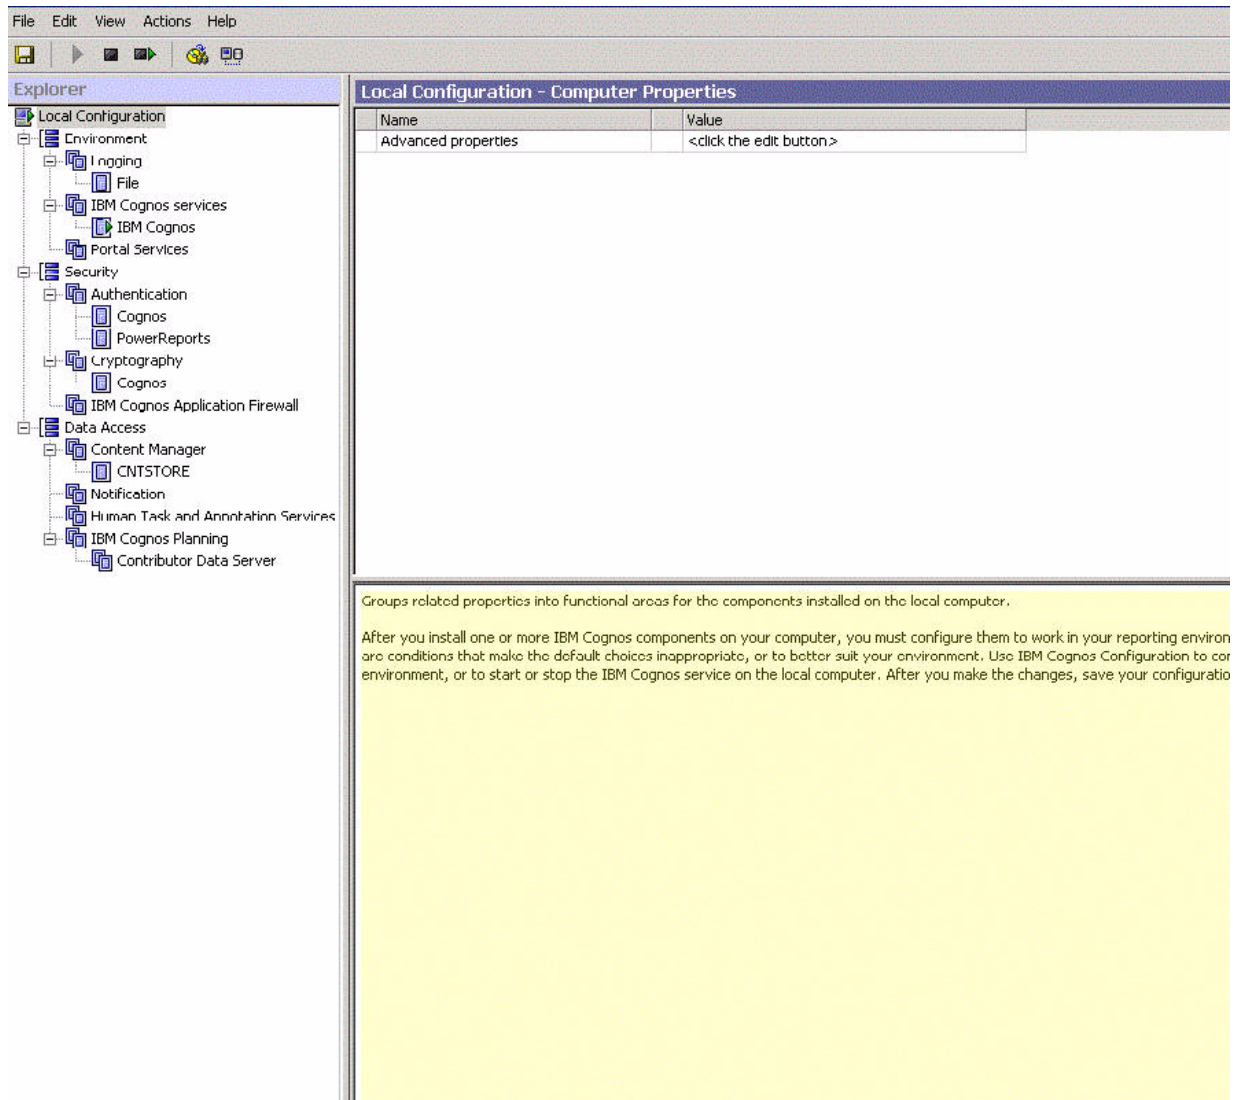 File Edit View Actions Help
Explorer
Local Configuration
Environment
Logging
File
IBM Cognos services
IBM Cognos
Portal Services
Security
Authentication
Cognos
PowerReports
Cryptography
Cognos
IBM Cognos Application Firewall
Data Access
Content Manager
CNTSTORE
Notification
Human Task and Annotation Services
IBM Cognos Planning
Contributor Data Server
Local Configuration - Computer Properties
Name Value
Advanced properties <click the edit button>
Groups related properties into functional areas for the components installed on the local computer.
After you install one or more IBM Cognos components on your computer, you must configure them to work in your reporting environ
are conditions that make the default choices inappropriate, or to better suit your environment. Use IBM Cognos Configuration to co
environment, or to start or stop the IBM Cognos service on the local computer. After you make the changes, save your configuratio